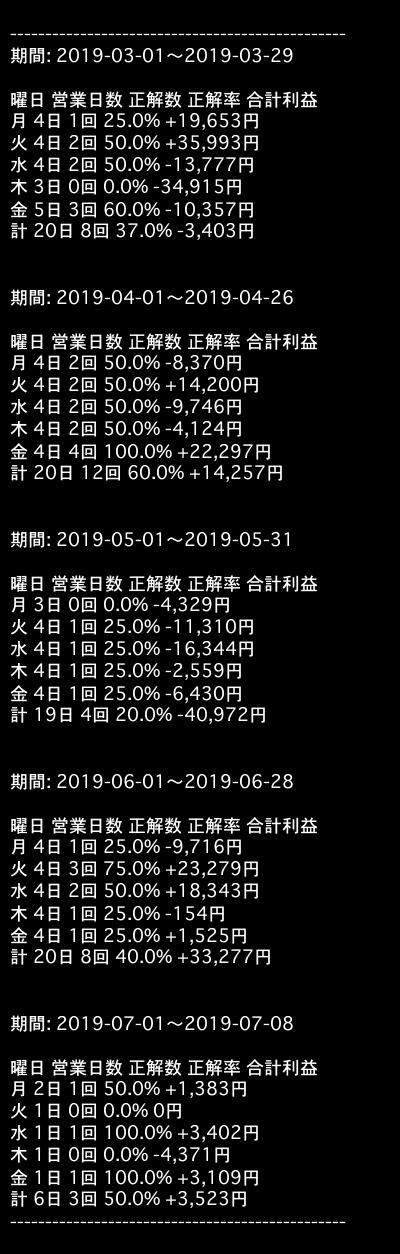 ------------------------------------------------
期間: 2019-03-01〜2019-03-29
曜日 営業日数 正解数 正解率 合計利益
月 4日 1回 25.0% +19,653円
火 4日 2回 50.0% +35,993円
水 4日 2回 50.0% -13,777円
木 3日 0回 0.0% -34,915円
金 5日 3回 60.0% -10,357円
計 20日 8回 37.0% -3,403円
期間: 2019-04-01〜2019-04-26
曜日 営業日数 正解数 正解率 合計利益
月 4日 2回 50.0% -8,370円
火 4日 2回 50.0% +14,200円
水 4日 2回 50.0% -9,746円
木 4日 2回 50.0% -4,124円
金 4日 4回 100.0% +22,297円
計 20日 12回 60.0% +14,257円
期間: 2019-05-01〜2019-05-31
曜日 営業日数 正解数 正解率 合計利益
月 3日 0回 0.0% -4,329円
火 4日 1回 25.0% -11,310円
水 4日 1回 25.0% -16,344円
木 4日 1回 25.0% -2,559円
金 4日 1回 25.0% -6,430円
計 19日 4回 20.0% -40,972円
期間: 2019-06-01〜2019-06-28
曜日 営業日数 正解数 正解率 合計利益
月 4日 1回 25.0% -9,716円
火 4日 3回 75.0% +23,279円
水 4日 2回 50.0% +18,343円
木 4日 1回 25.0% -154円
金 4日 1回 25.0% +1,525円
計 20日 8回 40.0% +33,277円
期間: 2019-07-01〜2019-07-08
曜日 営業日数 正解数 正解率 合計利益
月 2日 1回 50.0% +1,383円
火 1日 0回 0.0% 0円
水 1日 1回 100.0% +3,402円
木 1日 0回 0.0% -4,371円
金 1日 1回 100.0% +3,109円
計 6日 3回 50.0% +3,523円
------------------------------------------------